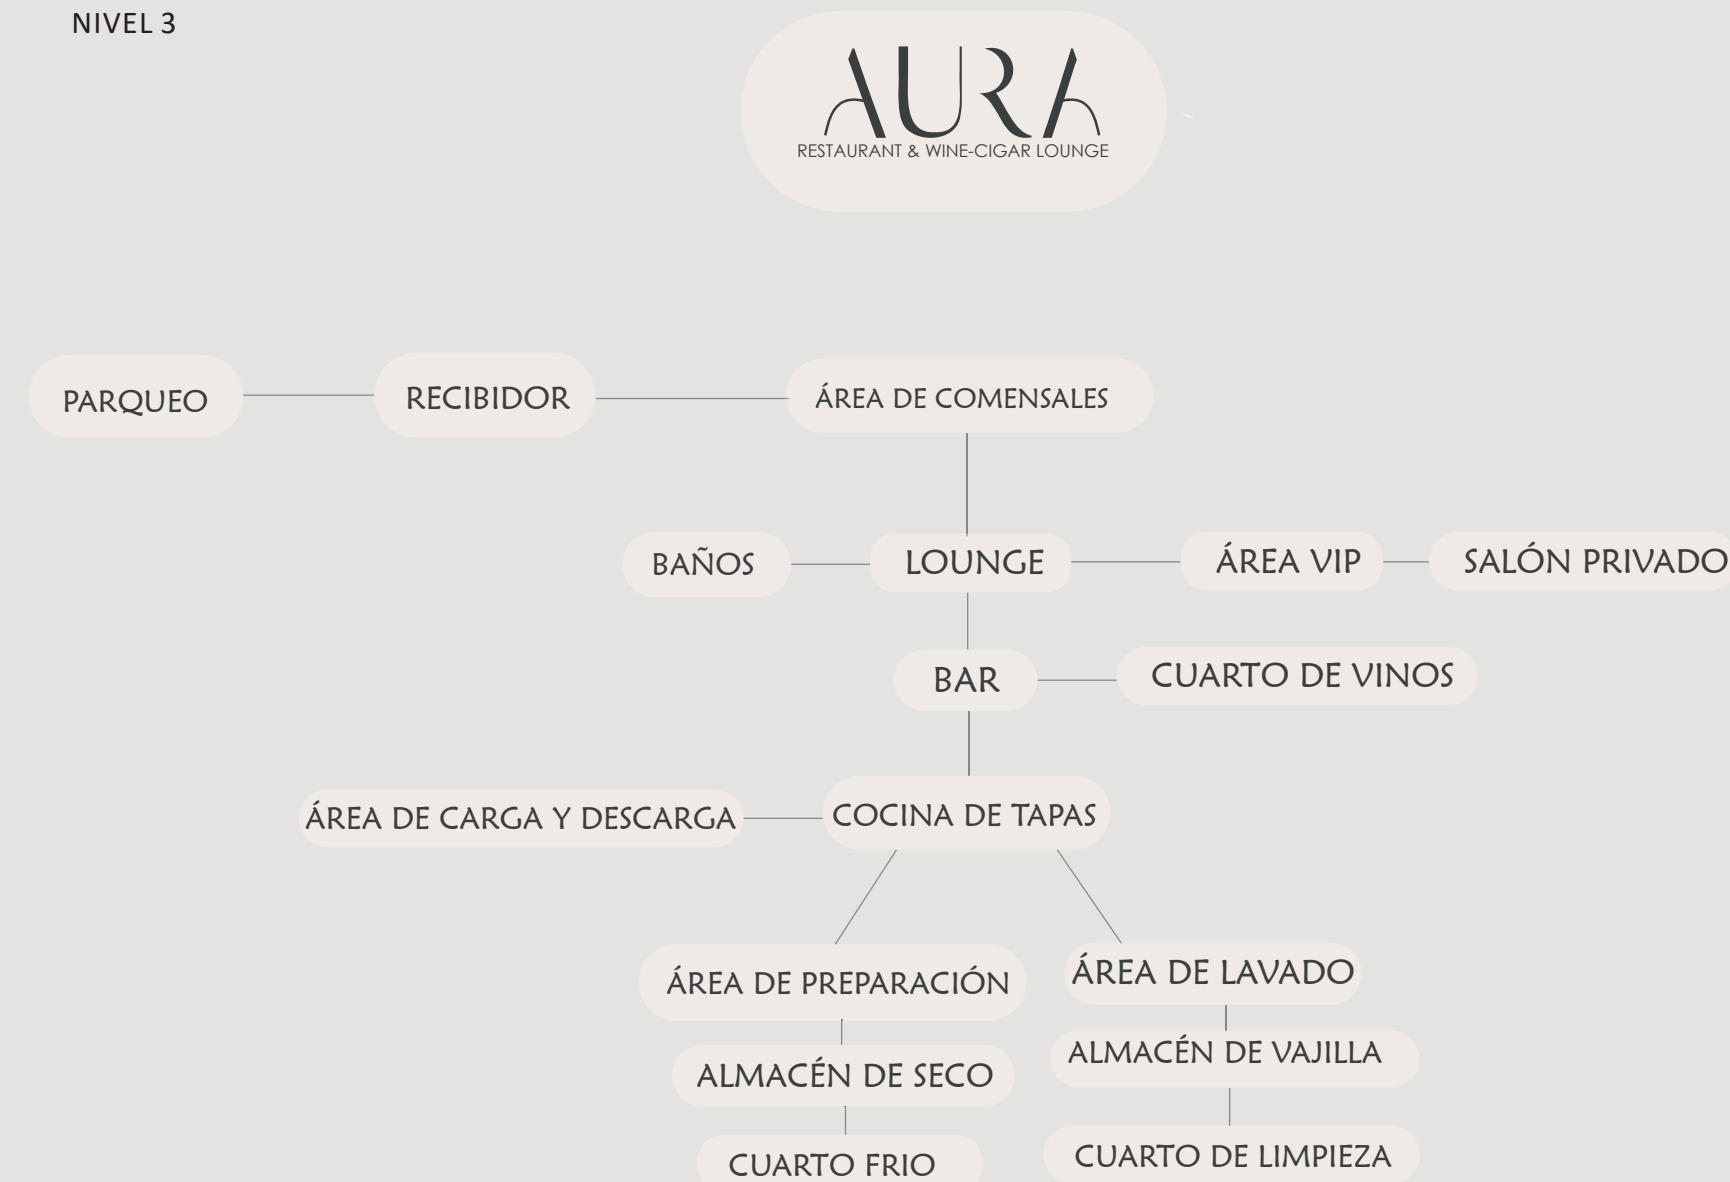 NIVEL 3
AURA
RESTAURANT & WINE-CIGAR LOUNGE
PARQUEO
RECIBIDOR
ÁREA DE COMENSALES
BAÑOS
LOUNGE
ÁREA VIP
SALÓN PRIVADO
BAR
CUARTO DE VINOS
ÁREA DE CARGA Y DESCARGA
COCINA DE TAPAS
ÁREA DE PREPARACIÓN
ÁREA DE LAVADO
ALMACÉN DE SECO
ALMACÉN DE VAJILLA
CUARTO FRIO
CUARTO DE LIMPIEZA